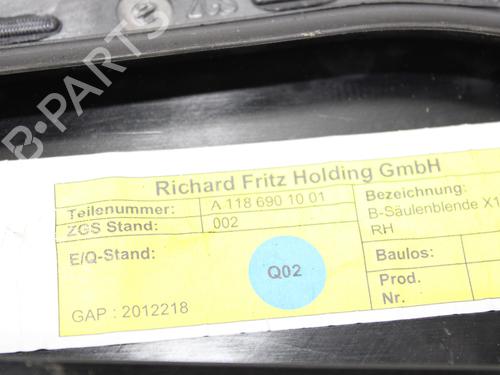 B-PARTS
Richard Fritz Holding GmbH
Teilenummer: A 118 690 10 01
ZGS Stand: 002
E/Q-Stand: Q02
GAP : 2012218
Bezeichnung:
B-Säulenblende X1
RH
Baulos:
Prod.
Nr.